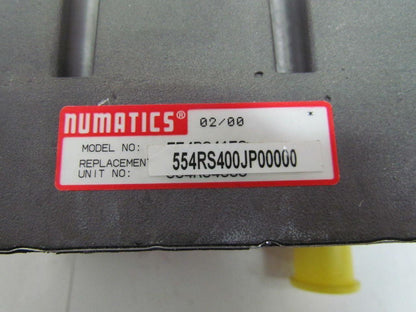 numatics® 02/00 *
MODEL NO:
REPLACEMENT 554RS400JP00000
UNIT NO: